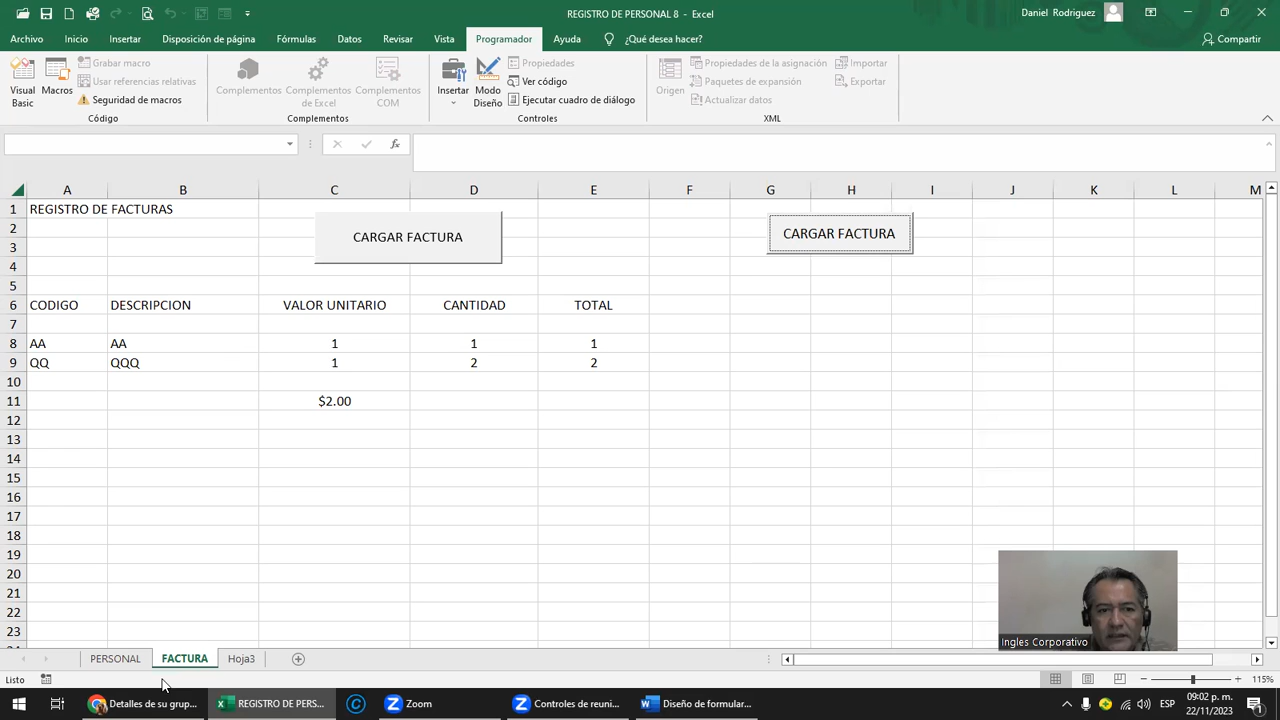 REGISTRO DE PERSONAL 8 - Excel
Daniel Rodriguez
Archivo Inicio Insertar Disposición de página Fórmulas Datos Revisar Vista Programador Ayuda ¿Qué desea hacer? Compartir
Visual Basic
Macros
Grabar macro
Usar referencias relativas
Seguridad de macros
Código
Complementos
Complementos de Excel
Complementos COM
Complementos
Insertar
Modo Diseño
Propiedades
Ver código
Ejecutar cuadro de diálogo
Controles
Origen
Propiedades de la asignación
Paquetes de expansión
Actualizar datos
Importar
Exportar
XML
fx
A B C D E F G H I J K L M
1 REGISTRO DE FACTURAS
2
CARGAR FACTURA CARGAR FACTURA
3
4
5
6 CODIGO DESCRIPCION VALOR UNITARIO CANTIDAD TOTAL
7
8 AA AA 1 1 1
9 QQ QQQ 1 2 2
10
11 $2.00
12
13
14
15
16
17
18
19
20
21
22
23
Ingles Corporativo
PERSONAL FACTURA Hoja3
Listo
115%
Detalles de su grup...
REGISTRO DE PERS...
Zoom
Controles de reuni...
Diseño de formular...
ESP
09:02 p. m.
22/11/2023